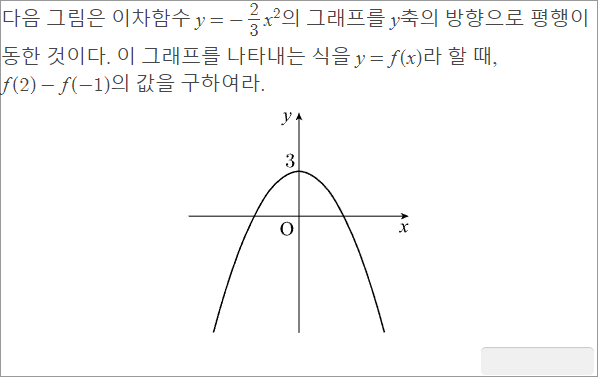 다음 그림은 이차함수 y = −2/3 x²의 그래프를 y축의 방향으로 평행이
동한 것이다. 이 그래프를 나타내는 식을 y = f(x)라 할 때,
f(2) − f(−1)의 값을 구하여라.
y
3
O
x